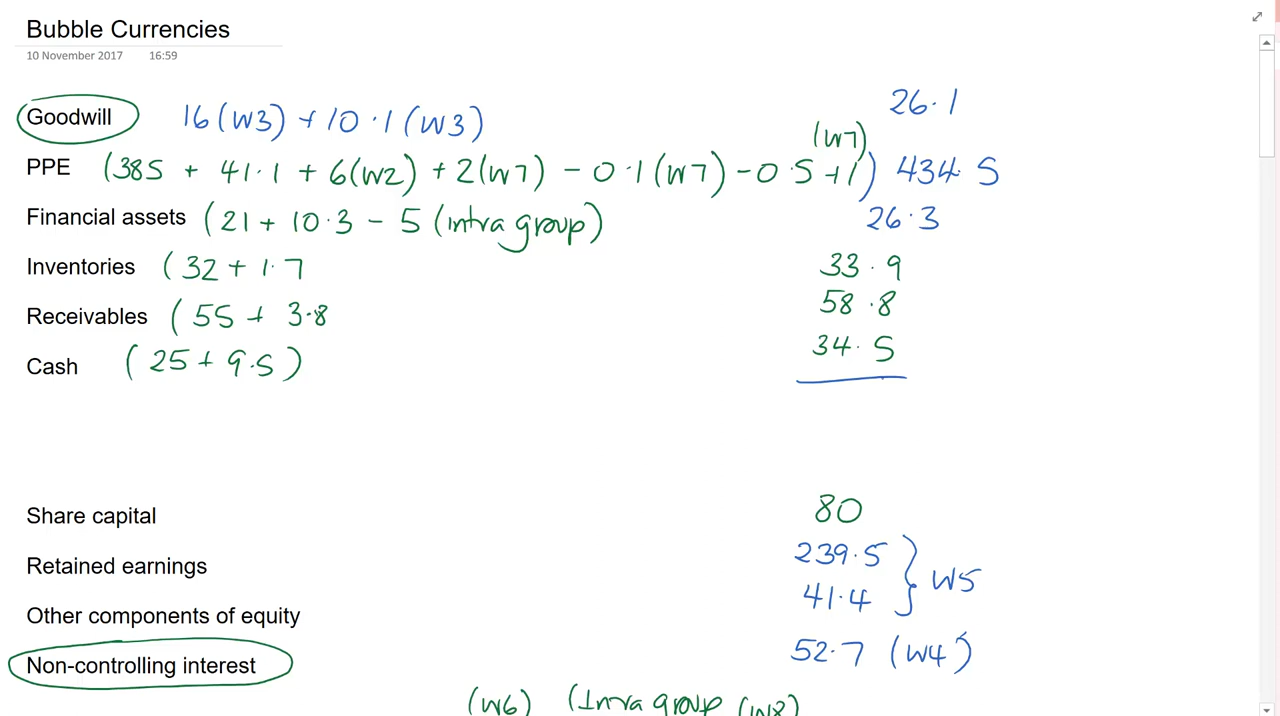 Bubble Currencies
10 November 2017 16:59
Goodwill 16 (W3) + 10.1 (W3) 26.1
(W7)
PPE (385 + 41.1 + 6(W2) + 2(W7) - 0.1(W7) - 0.5 + 1) 434.5
Financial assets (21 + 10.3 - 5 (intra group) 26.3
Inventories (32 + 1.7 33.9
Receivables (55 + 3.8 58.8
Cash (25 + 9.5) 34.5
Share capital 80
Retained earnings 239.5
W5
Other components of equity 41.4
Non-controlling interest 52.7 (W4)
(W6) (Intra group (W8)